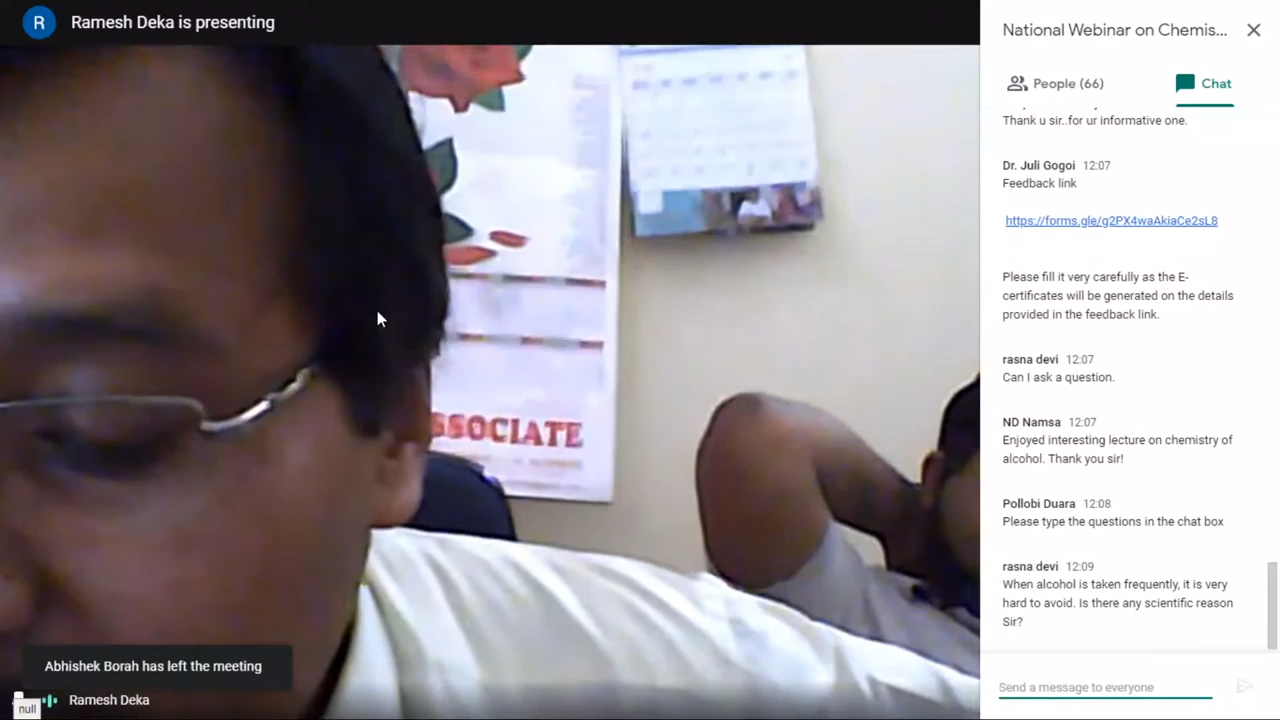 R
Ramesh Deka is presenting
National Webinar on Chemis...
People (66)
Chat
Thank u sir..for ur informative one.
Dr. Juli Gogoi 12:07
Feedback link
https://forms.gle/g2PX4waAkiaCe2sL8
Please fill it very carefully as the E-
certificates will be generated on the details
provided in the feedback link.
rasna devi 12:07
Can I ask a question.
ND Namsa 12:07
Enjoyed interesting lecture on chemistry of
alcohol. Thank you sir!
Pollobi Duara 12:08
Please type the questions in the chat box
rasna devi 12:09
When alcohol is taken frequently, it is very
hard to avoid. Is there any scientific reason
Sir?
Send a message to everyone
SSOCIATE
Abhishek Borah has left the meeting
Ramesh Deka
null